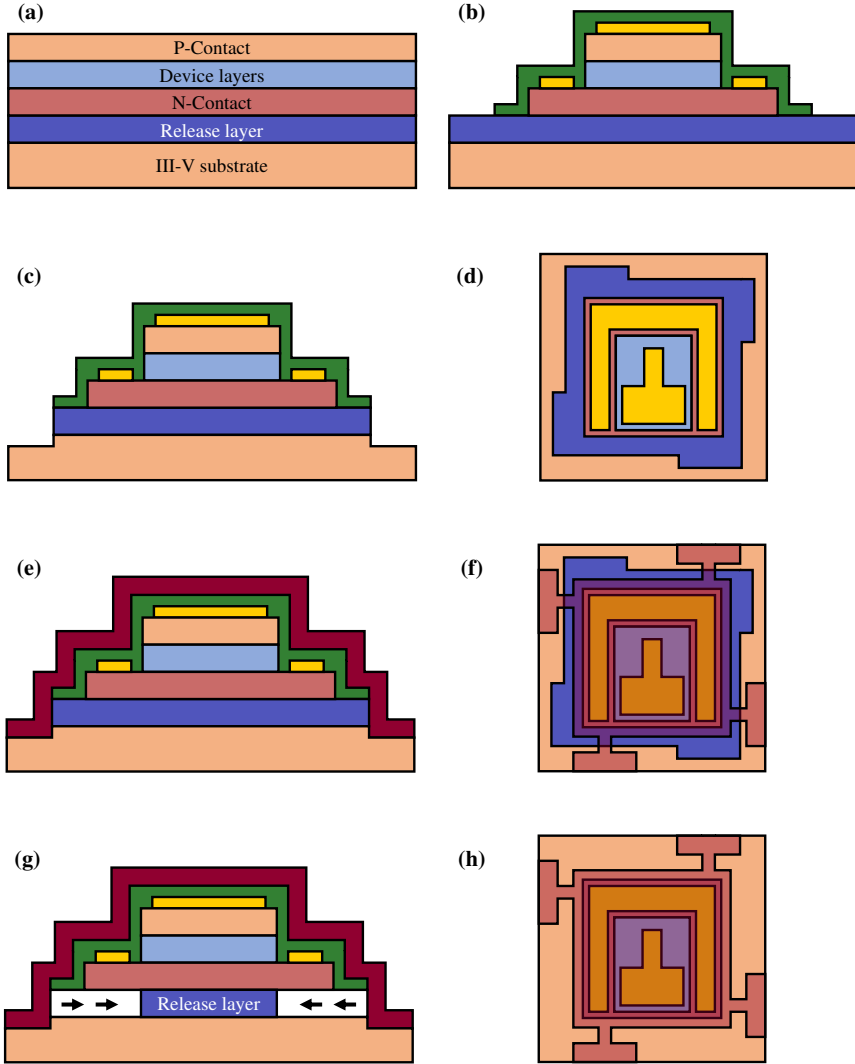 (a)
P-Contact
Device layers
N-Contact
Release layer
III-V substrate
(b)
(c)
(d)
(e)
(f)
(g)
Release layer
(h)